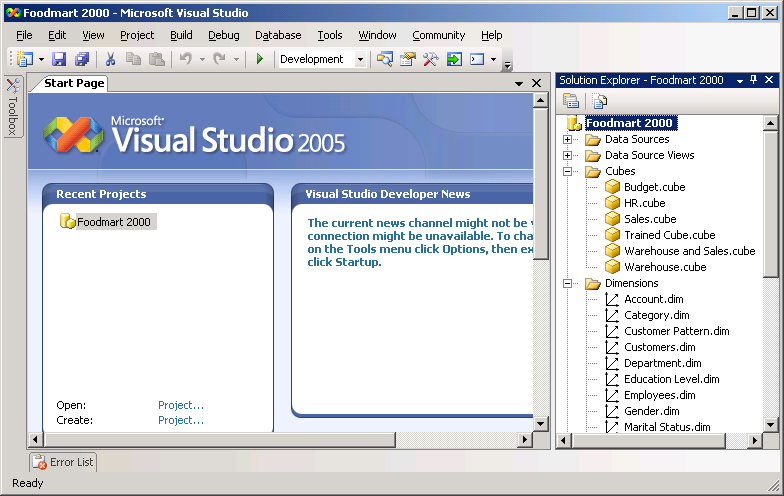 Foodmart 2000 - Microsoft Visual Studio
File Edit View Project Build Debug Database Tools Window Community Help
Development
Toolbox
Start Page
Microsoft
Visual Studio 2005
Recent Projects
Foodmart 2000
Open: Project...
Create: Project...
Visual Studio Developer News
The current news channel might not be
connection might be unavailable. To cha
on the Tools menu click Options, then ex
click Startup.
Solution Explorer - Foodmart 2000
Foodmart 2000
Data Sources
Data Source Views
Cubes
Budget.cube
HR.cube
Sales.cube
Trained Cube.cube
Warehouse and Sales.cube
Warehouse.cube
Dimensions
Account.dim
Category.dim
Customer Pattern.dim
Customers.dim
Department.dim
Education Level.dim
Employees.dim
Gender.dim
Marital Status.dim
Error List
Ready